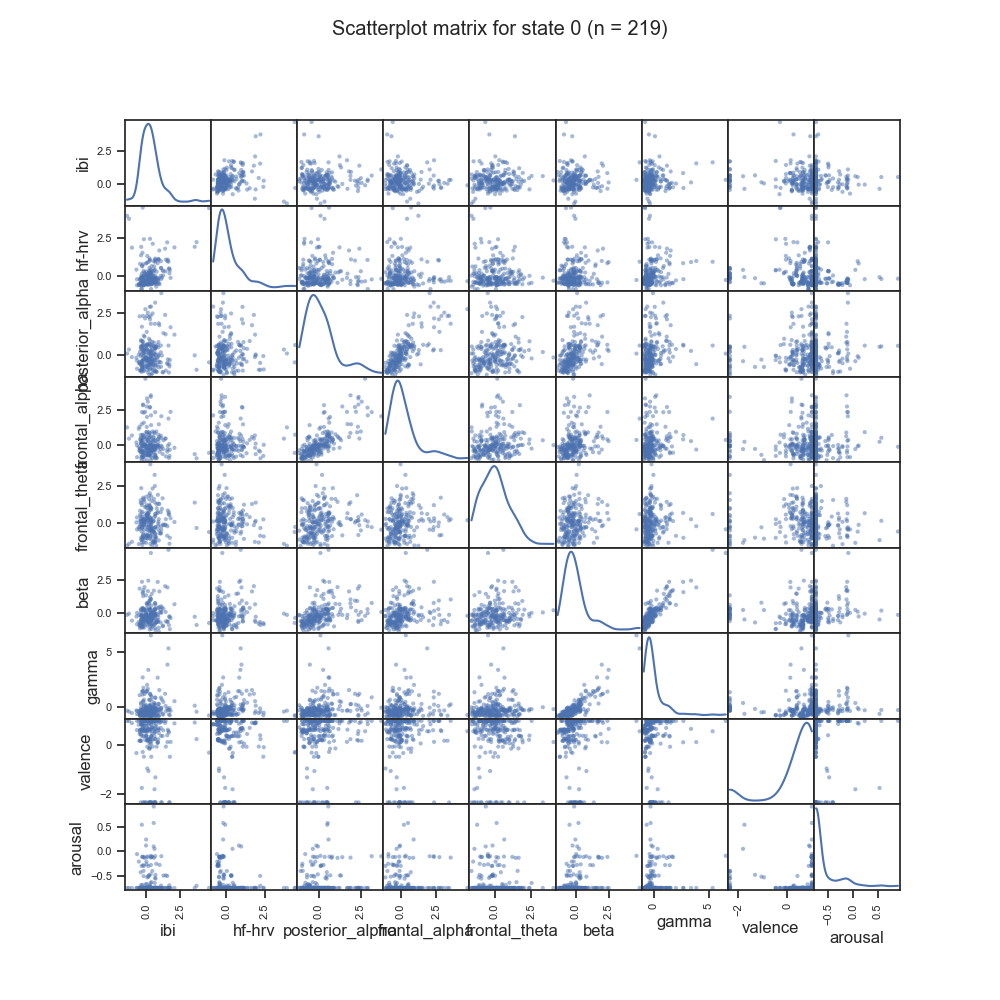 Scatterplot matrix for state 0 (n = 219)
ibi
2.5
0.0
hf-hrv
2.5
0.0
posterior_alpha
2.5
0.0
frontal_alpha
2.5
0.0
frontal_theta
2.5
0.0
beta
2.5
0.0
gamma
5
0
valence
0
−2
arousal
0.5
0.0
−0.5
0.0 2.5 0.0 2.5 0.0 2.5 0.0 2.5 0.0 2.5 0.0 2.5 0 5 −2 0 −0.5 0.0 0.5
ibi hf-hrv posterior_alpha frontal_alpha frontal_theta beta gamma valence arousal